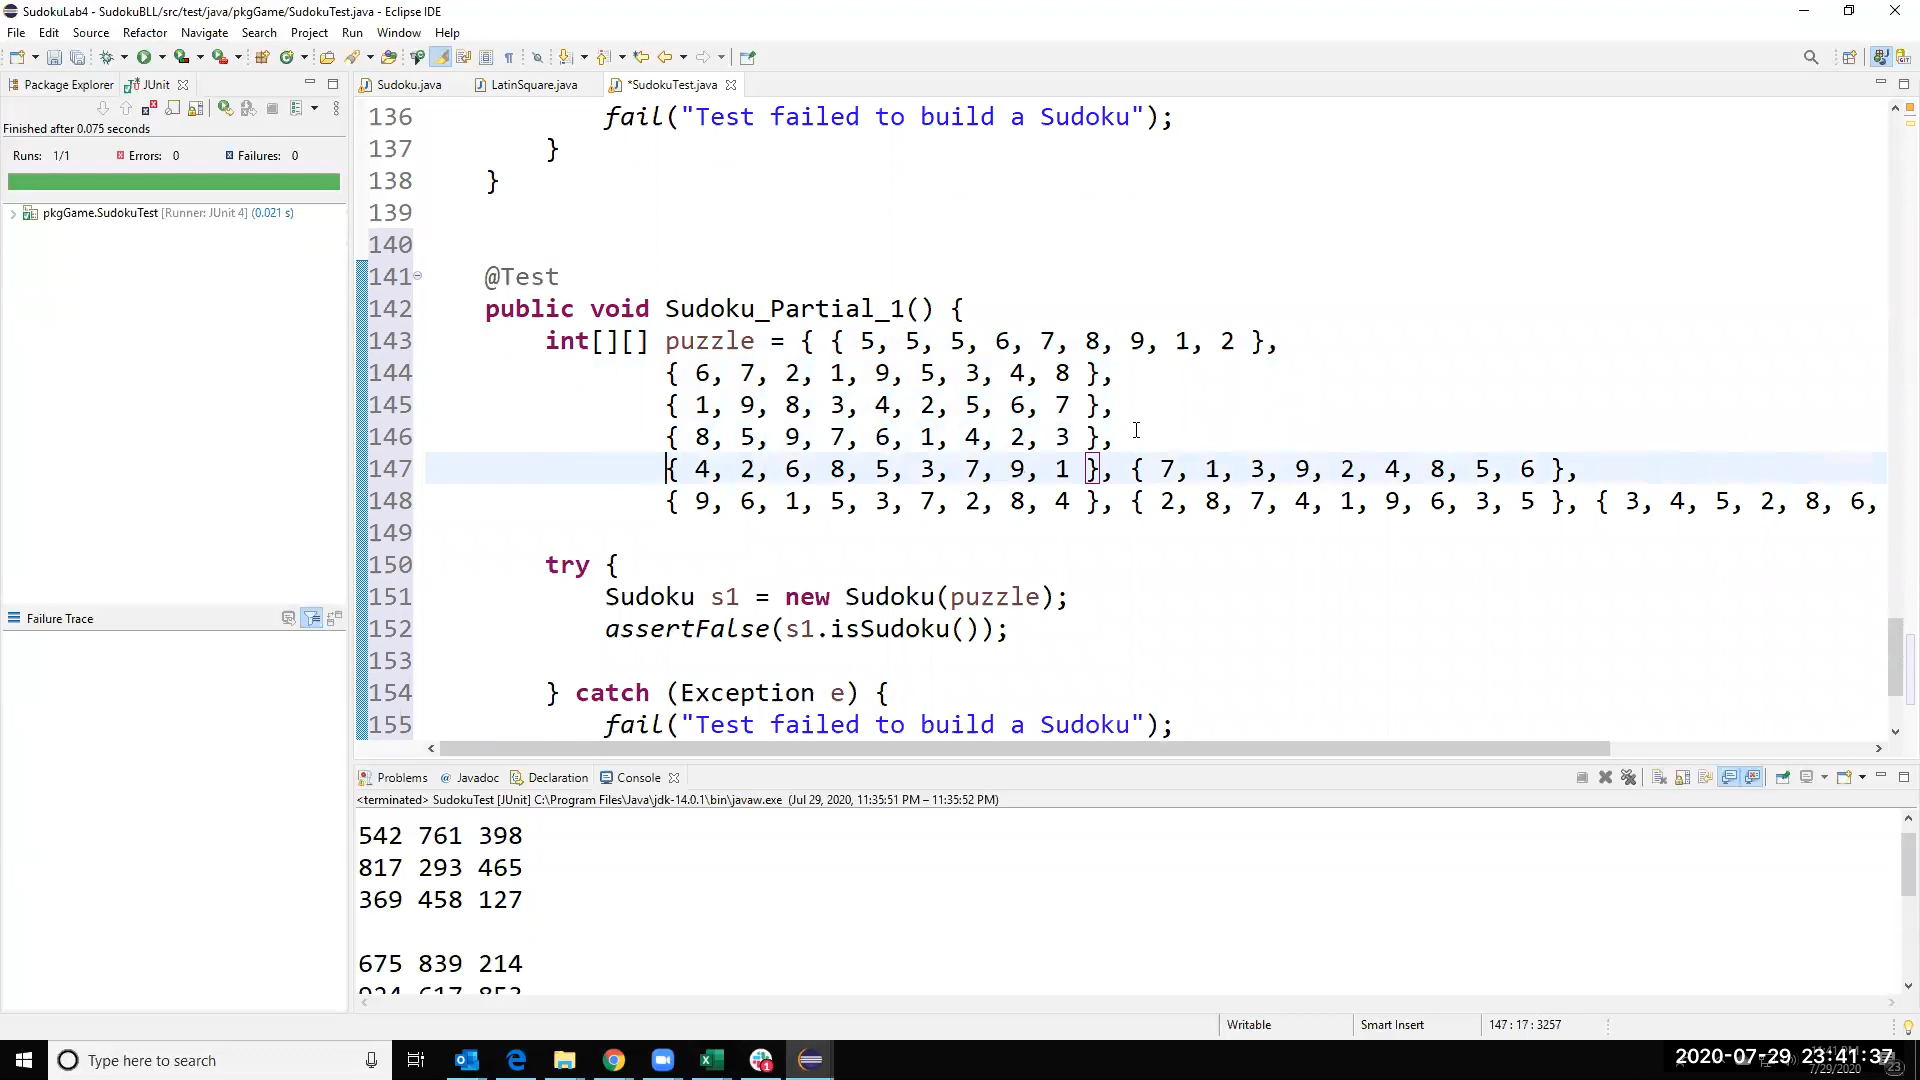 SudokuLab4 - SudokuBLL/src/test/java/pkgGame/SudokuTest.java - Eclipse IDE
File Edit Source Refactor Navigate Search Project Run Window Help
Package Explorer JUnit
Sudoku.java LatinSquare.java *SudokuTest.java
Finished after 0.075 seconds
Runs: 1/1 Errors: 0 Failures: 0
pkgGame.SudokuTest [Runner: JUnit 4] (0.021 s)
Failure Trace
136 fail("Test failed to build a Sudoku");
137 }
138 }
139
140
141 @Test
142 public void Sudoku_Partial_1() {
143 int[][] puzzle = { { 5, 5, 5, 6, 7, 8, 9, 1, 2 },
144 { 6, 7, 2, 1, 9, 5, 3, 4, 8 },
145 { 1, 9, 8, 3, 4, 2, 5, 6, 7 },
146 { 8, 5, 9, 7, 6, 1, 4, 2, 3 },
147 { 4, 2, 6, 8, 5, 3, 7, 9, 1 }, { 7, 1, 3, 9, 2, 4, 8, 5, 6 },
148 { 9, 6, 1, 5, 3, 7, 2, 8, 4 }, { 2, 8, 7, 4, 1, 9, 6, 3, 5 }, { 3, 4, 5, 2, 8, 6,
149
150 try {
151 Sudoku s1 = new Sudoku(puzzle);
152 assertFalse(s1.isSudoku());
153
154 } catch (Exception e) {
155 fail("Test failed to build a Sudoku");
Problems Javadoc Declaration Console
<terminated> SudokuTest [JUnit] C:\Program Files\Java\jdk-14.0.1\bin\javaw.exe (Jul 29, 2020, 11:35:51 PM – 11:35:52 PM)
542 761 398
817 293 465
369 458 127
675 839 214
924 617 853
Writable Smart Insert 147 : 17 : 3257
Type here to search
2020-07-29 23:41:37
7/29/2020